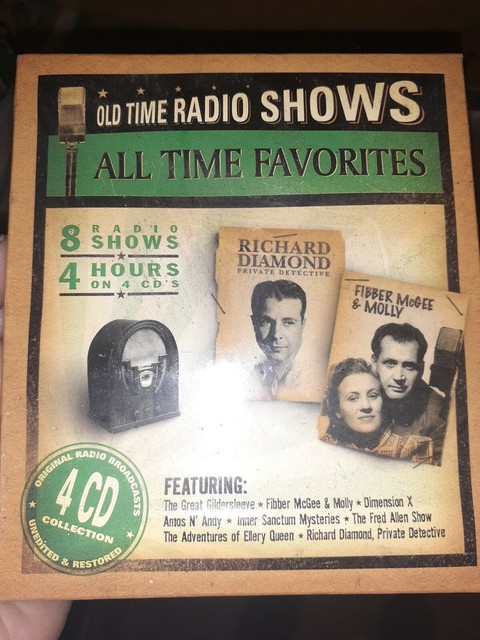 OLD TIME RADIO SHOWS
ALL TIME FAVORITES
8 RADIO SHOWS
4 HOURS ON 4 CD'S
RICHARD
DIAMOND
PRIVATE DETECTIVE
FIBBER McGEE
& MOLLY
ORIGINAL RADIO BROADCASTS
4 CD
COLLECTION
UNEDITED & RESTORED
FEATURING:
The Great Gildersleeve ★ Fibber McGee & Molly ★ Dimension X
Amos N' Andy ★ Inner Sanctum Mysteries ★ The Fred Allen Show
The Adventures of Ellery Queen ★ Richard Diamond, Private Detective